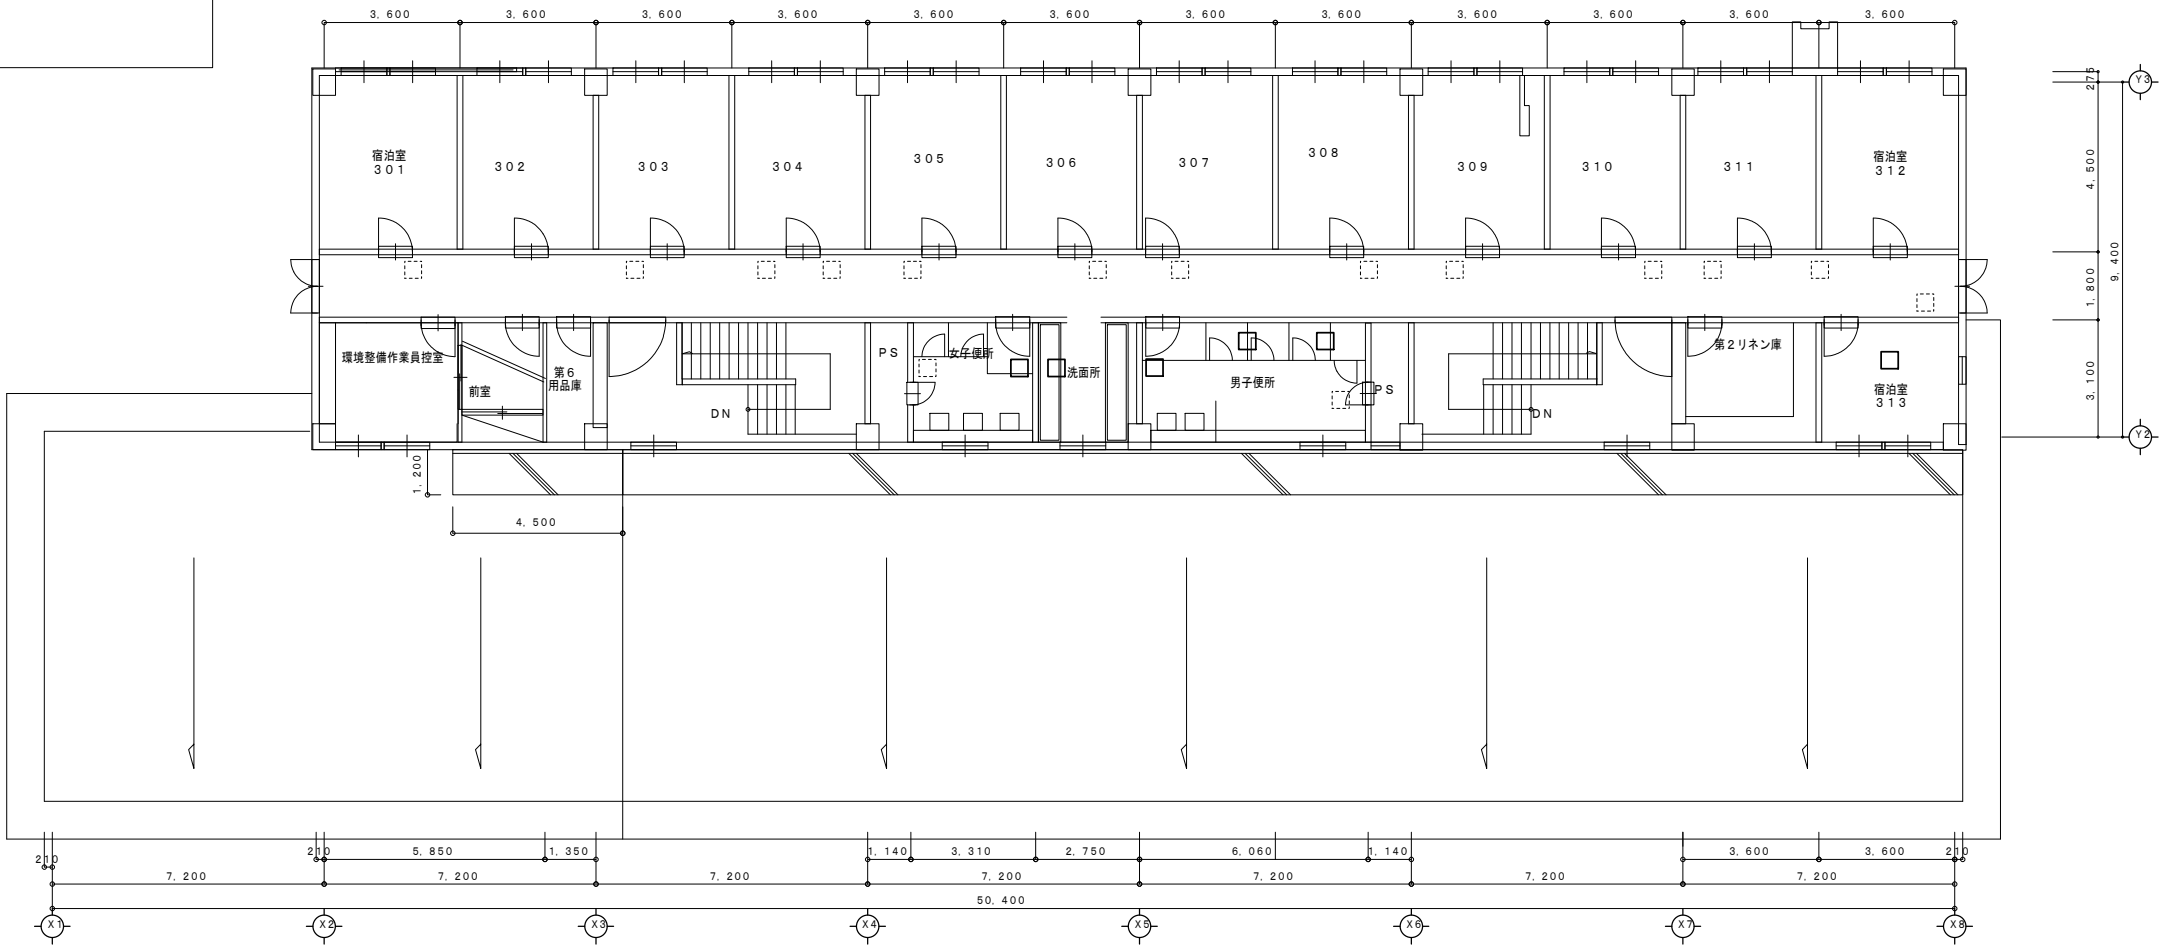 3,600 3,600 3,600 3,600 3,600 3,600 3,600 3,600 3,600 3,600 3,600 3,600
275
Y3
宿泊室
301
302
303
304
305
306
307
308
309
310
311
宿泊室
312
4,500
9,400
1,800
環境整備作業員控室
前室
第6
用品庫
DN
PS
女子便所
洗面所
男子便所
PS
DN
第2リネン庫
宿泊室
313
3,100
Y2
1,200
4,500
210 210 5,850 1,350 1,140 3,310 2,750 6,060 1,140 3,600 3,600 210
7,200 7,200 7,200 7,200 7,200 7,200 7,200
50,400
X1 X2 X3 X4 X5 X6 X7 X8